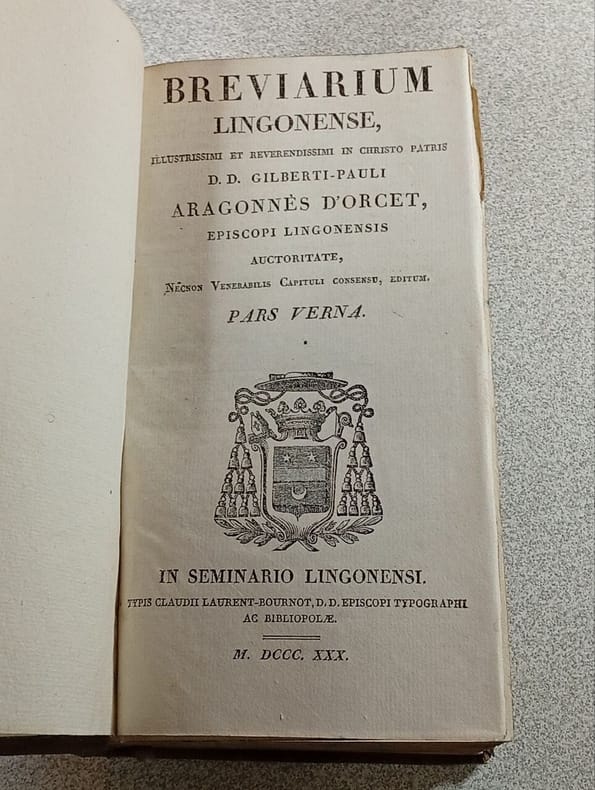 BREVIARIUM
LINGONENSE,
ILLUSTRISSIMI ET REVERENDISSIMI IN CHRISTO PATRIS
D. D. GILBERTI-PAULI
ARAGONNÈS D'ORCET,
EPISCOPI LINGONENSIS
AUCTORITATE,
NECNON VENERABILIS CAPITULI CONSENSU, EDITUM.
PARS VERNA.
IN SEMINARIO LINGONENSI.
TYPIS CLAUDII LAURENT-BOURNOT, D. D. EPISCOPI TYPOGRAPHI
AC BIBLIOPOLÆ.
M. DCCC. XXX.